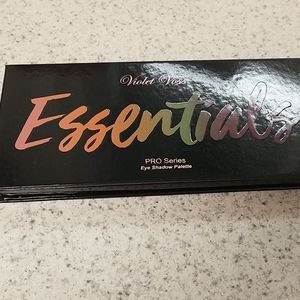 Violet Voss
Essentials
PRO Series
Eye Shadow Palette